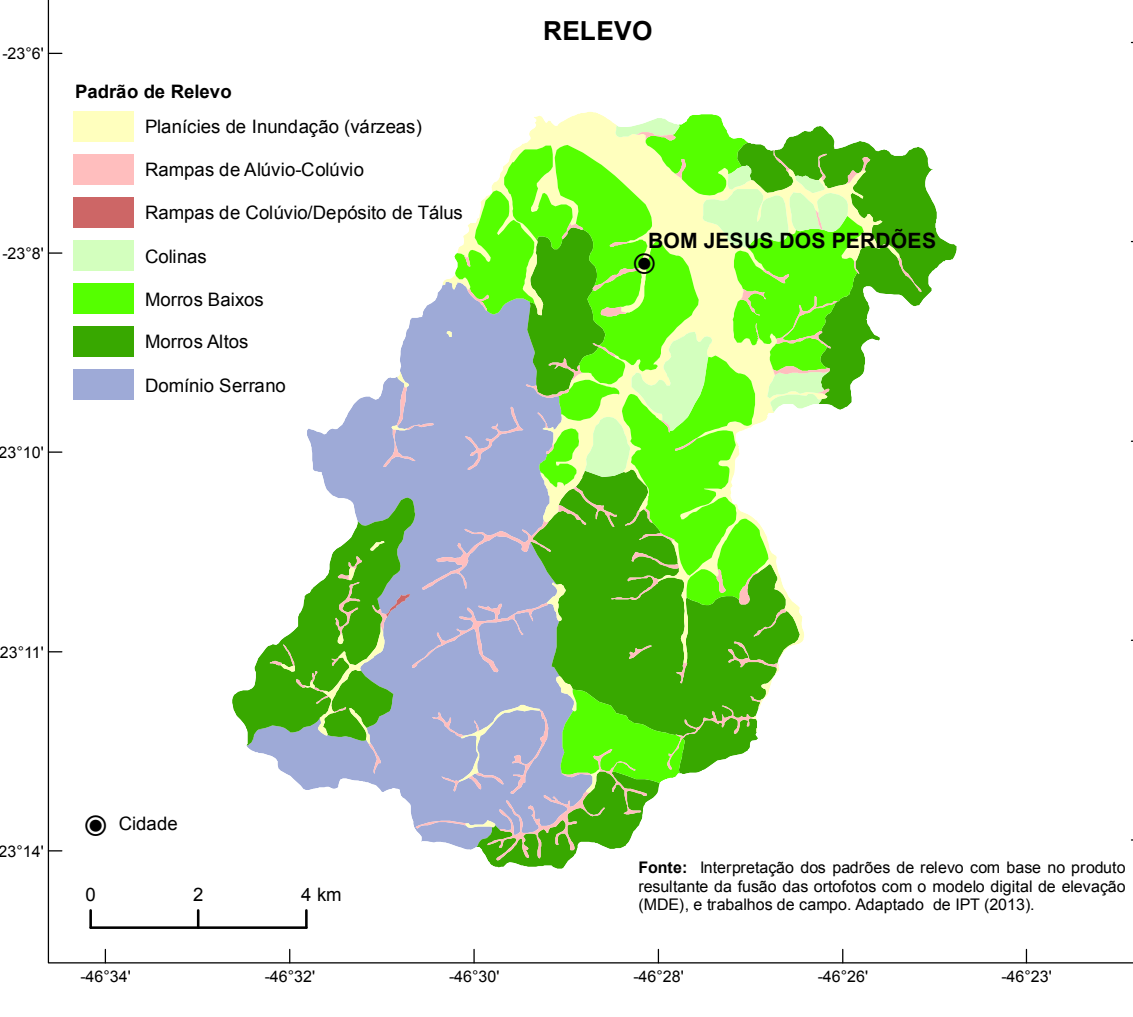 RELEVO
-23°6'
Padrão de Relevo
Planícies de Inundação (várzeas)
Rampas de Alúvio-Colúvio
Rampas de Colúvio/Depósito de Tálus
Colinas
Morros Baixos
Morros Altos
Domínio Serrano
BOM JESUS DOS PERDÕES
-23°8'
23°10'
23°11'
23°14'
Cidade
0 2 4 km
Fonte: Interpretação dos padrões de relevo com base no produto
resultante da fusão das ortofotos com o modelo digital de elevação
(MDE), e trabalhos de campo. Adaptado de IPT (2013).
-46°34' -46°32' -46°30' -46°28' -46°26' -46°23'